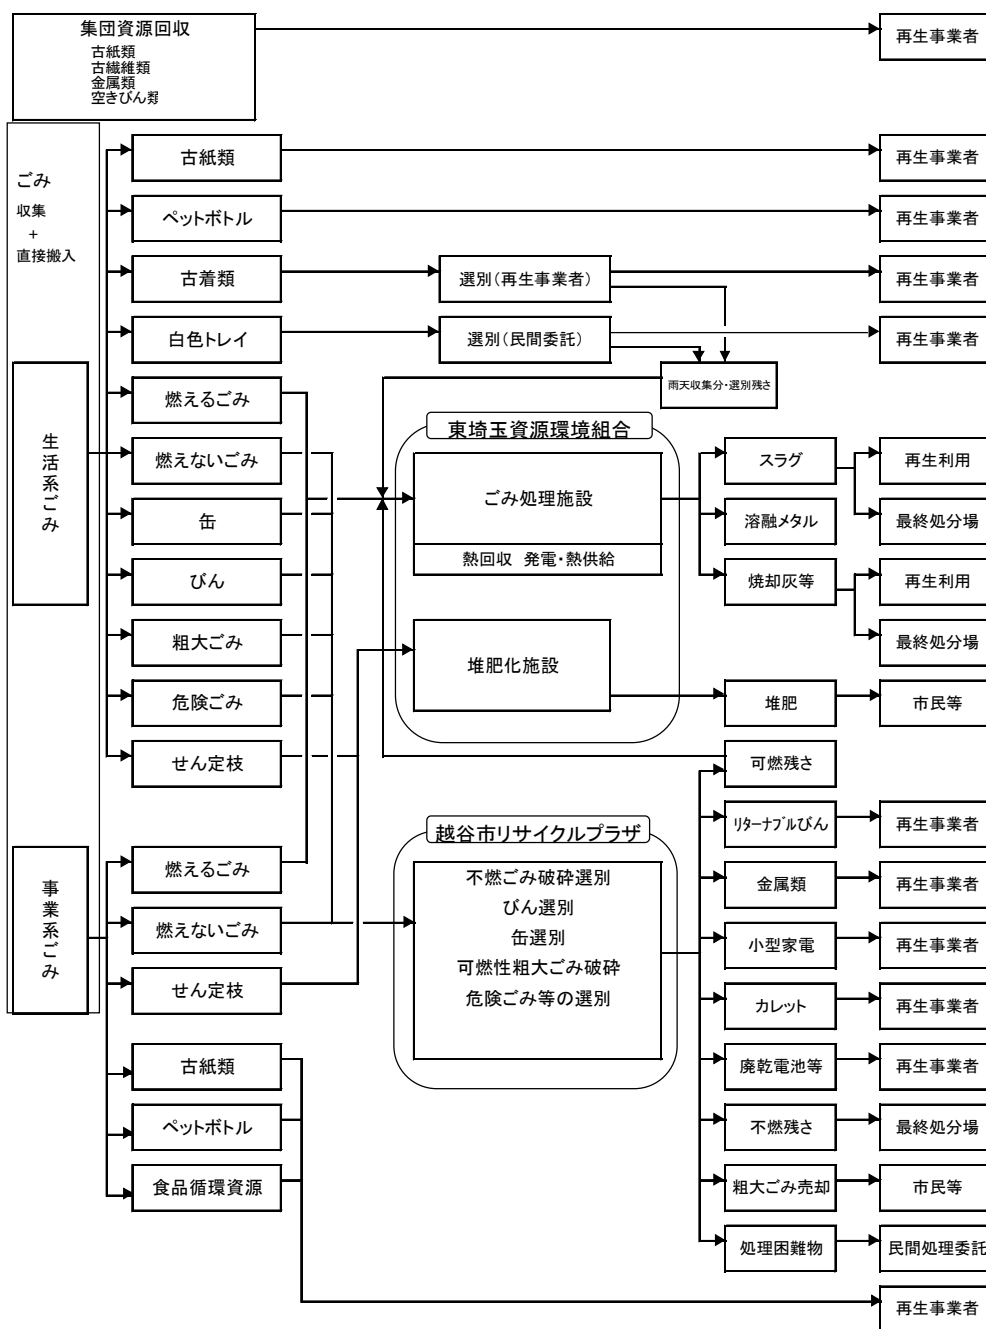 集団資源回収
古紙類
古繊維類
金属類
空きびん類
再生事業者
ごみ
収集
+
直接搬入
古紙類
再生事業者
ペットボトル
再生事業者
古着類
選別(再生事業者)
再生事業者
白色トレイ
選別(民間委託)
再生事業者
雨天収集分・選別残さ
生活系ごみ
燃えるごみ
燃えないごみ
缶
びん
粗大ごみ
危険ごみ
せん定枝
東埼玉資源環境組合
ごみ処理施設
熱回収 発電・熱供給
堆肥化施設
スラグ
再生利用
最終処分場
溶融メタル
焼却灰等
再生利用
最終処分場
堆肥
市民等
可燃残さ
事業系ごみ
燃えるごみ
燃えないごみ
せん定枝
古紙類
ペットボトル
食品循環資源
越谷市リサイクルプラザ
不燃ごみ破砕選別
びん選別
缶選別
可燃性粗大ごみ破砕
危険ごみ等の選別
リターナブルびん
再生事業者
金属類
再生事業者
小型家電
再生事業者
カレット
再生事業者
廃乾電池等
再生事業者
不燃残さ
最終処分場
粗大ごみ売却
市民等
処理困難物
民間処理委託
再生事業者